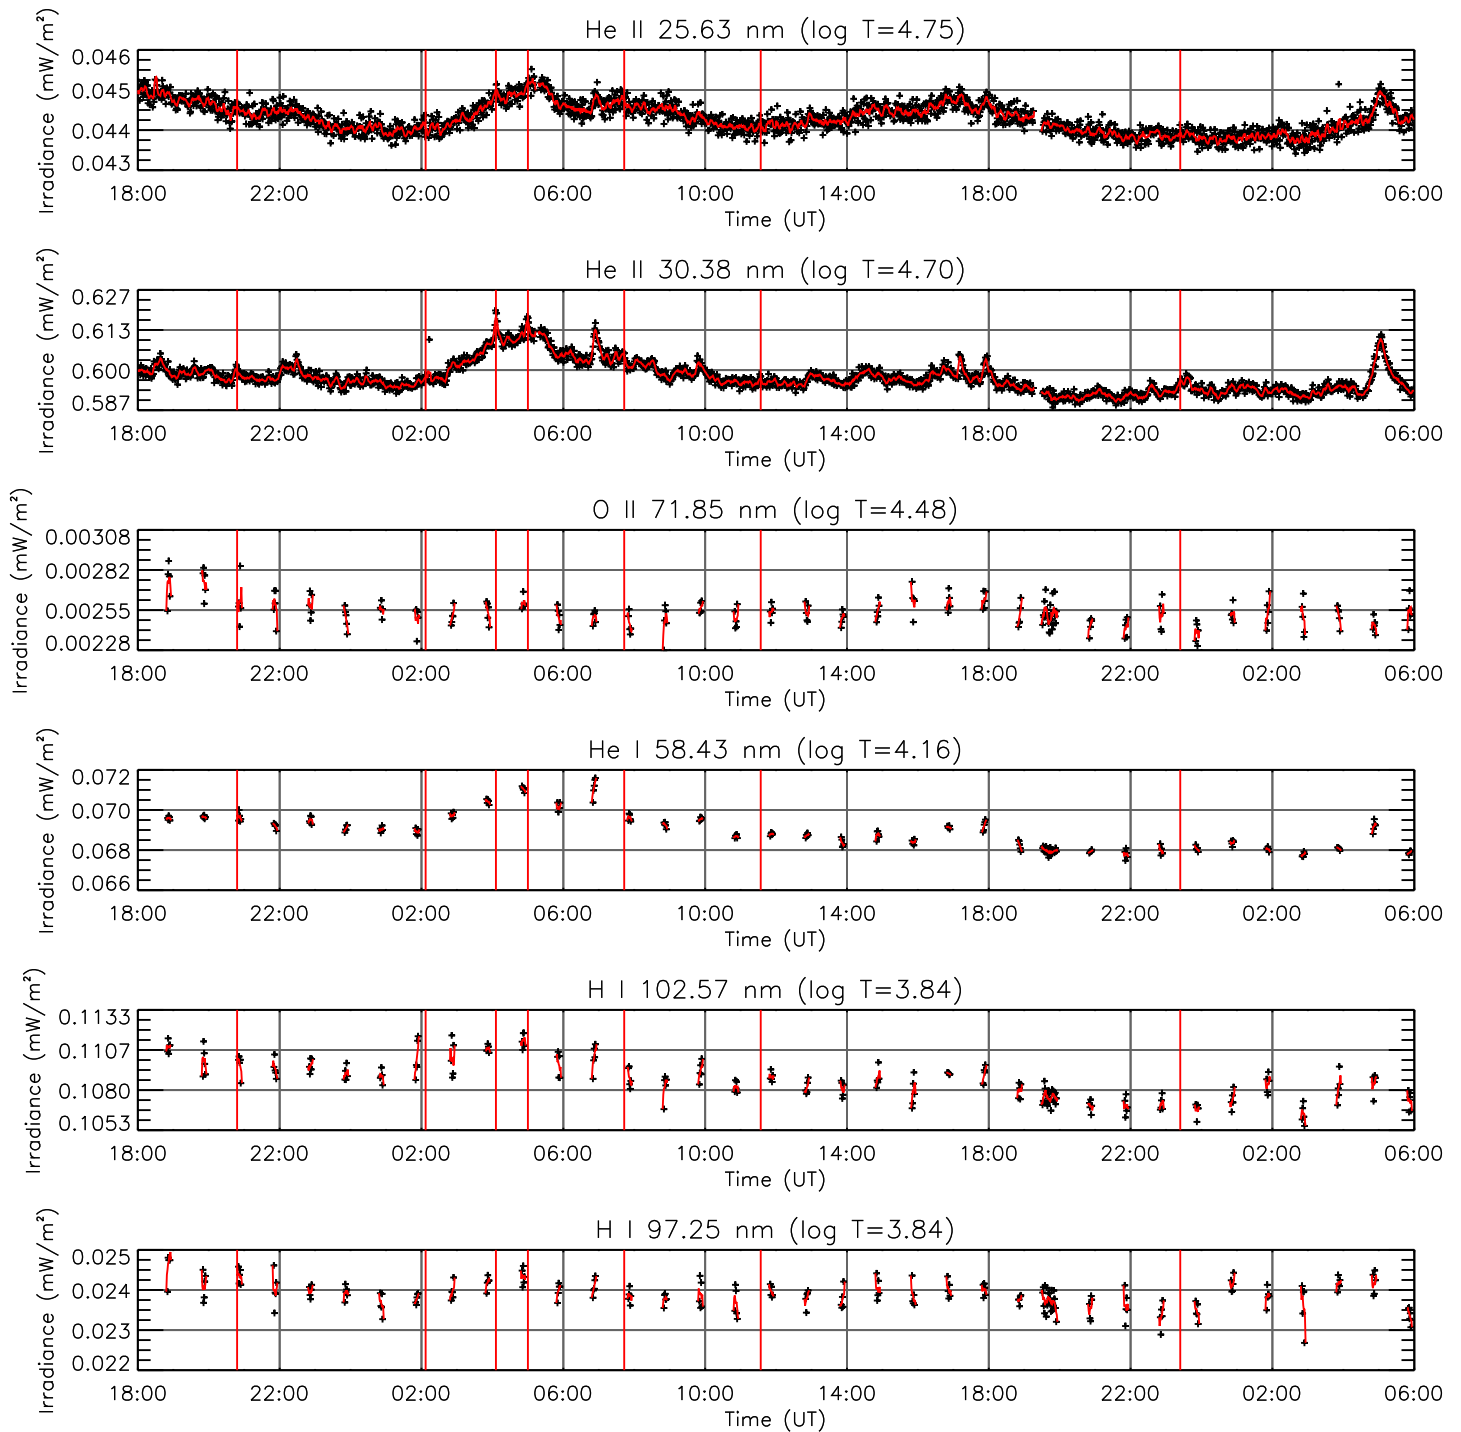 He II 25.63 nm (log T=4.75)
Irradiance (mW/m²)
0.046
0.045
0.044
0.043
18:00 22:00 02:00 06:00 10:00 14:00 18:00 22:00 02:00 06:00
Time (UT)
He II 30.38 nm (log T=4.70)
Irradiance (mW/m²)
0.627
0.613
0.600
0.587
18:00 22:00 02:00 06:00 10:00 14:00 18:00 22:00 02:00 06:00
Time (UT)
O II 71.85 nm (log T=4.48)
Irradiance (mW/m²)
0.00308
0.00282
0.00255
0.00228
18:00 22:00 02:00 06:00 10:00 14:00 18:00 22:00 02:00 06:00
Time (UT)
He I 58.43 nm (log T=4.16)
Irradiance (mW/m²)
0.072
0.070
0.068
0.066
18:00 22:00 02:00 06:00 10:00 14:00 18:00 22:00 02:00 06:00
Time (UT)
H I 102.57 nm (log T=3.84)
Irradiance (mW/m²)
0.1133
0.1107
0.1080
0.1053
18:00 22:00 02:00 06:00 10:00 14:00 18:00 22:00 02:00 06:00
Time (UT)
H I 97.25 nm (log T=3.84)
Irradiance (mW/m²)
0.025
0.024
0.023
0.022
18:00 22:00 02:00 06:00 10:00 14:00 18:00 22:00 02:00 06:00
Time (UT)